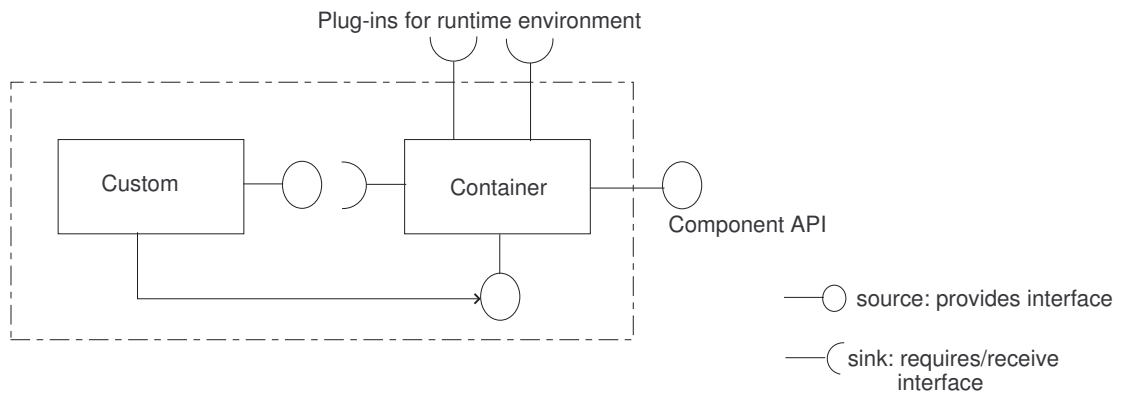 Plug-ins for runtime environment
Custom
Container
Component API
source: provides interface
sink: requires/receive
interface